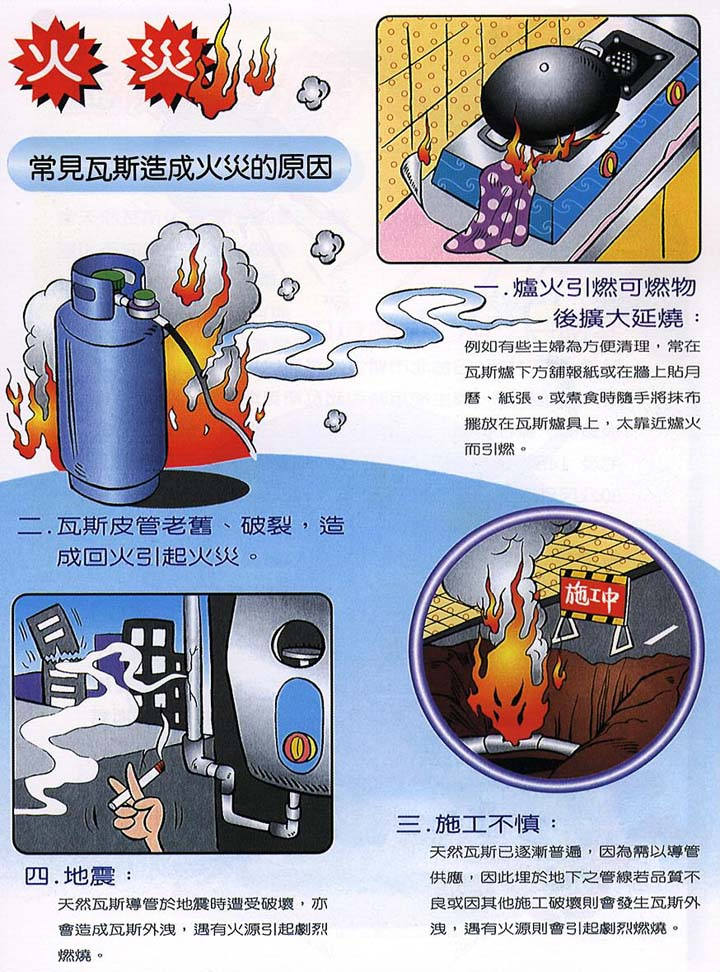 火災
常見瓦斯造成火災的原因
一.爐火引燃可燃物
後擴大延燒：
例如有些主婦為方便清理，常在
瓦斯爐下方舖報紙或在牆上貼月
曆、紙張。或煮食時隨手將抹布
擺放在瓦斯爐具上，太靠近爐火
而引燃。
二.瓦斯皮管老舊、破裂，造
成回火引起火災。
施工中
三.施工不慎：
天然瓦斯已逐漸普遍，因為需以導管
供應，因此埋於地下之管線若品質不
良或因其他施工破壞則會發生瓦斯外
洩，遇有火源則會引起劇烈燃燒。
四.地震：
天然瓦斯導管於地震時遭受破壞，亦
會造成瓦斯外洩，遇有火源引起劇烈
燃燒。